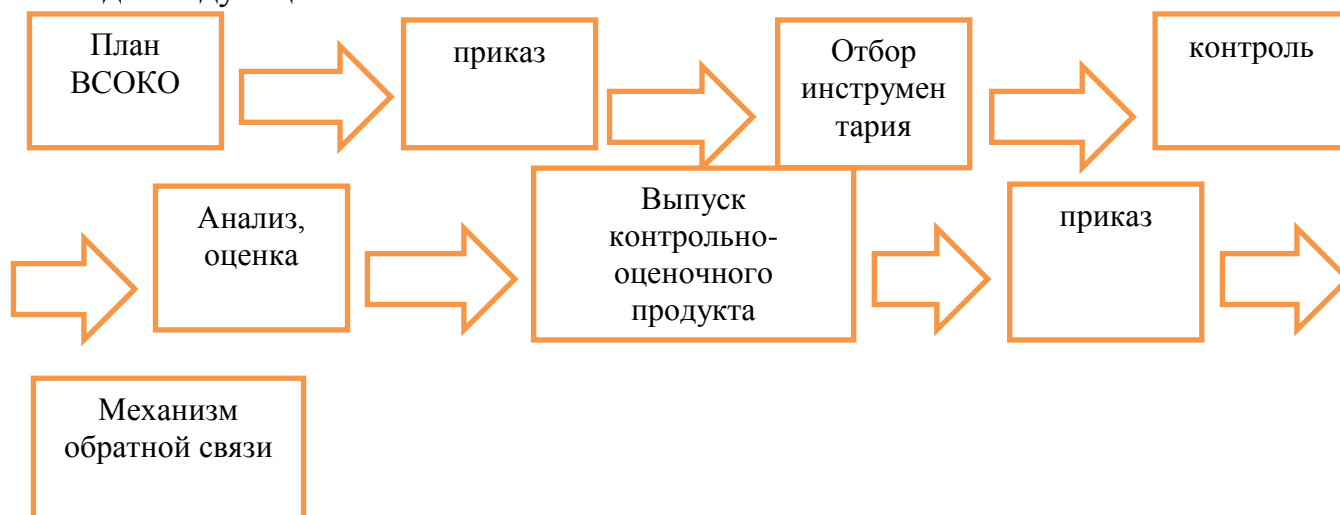 План
ВСОКО
приказ
Отбор
инструмен
тария
контроль
Анализ,
оценка
Выпуск
контрольно-
оценочного
продукта
приказ
Механизм
обратной связи